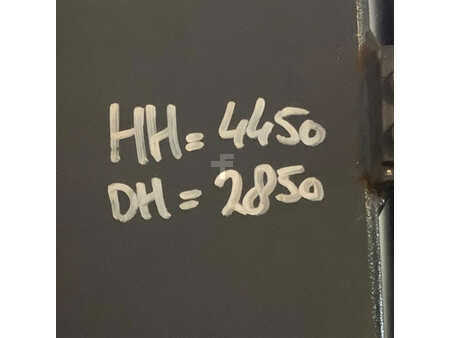 HH = 4450
DH = 2850